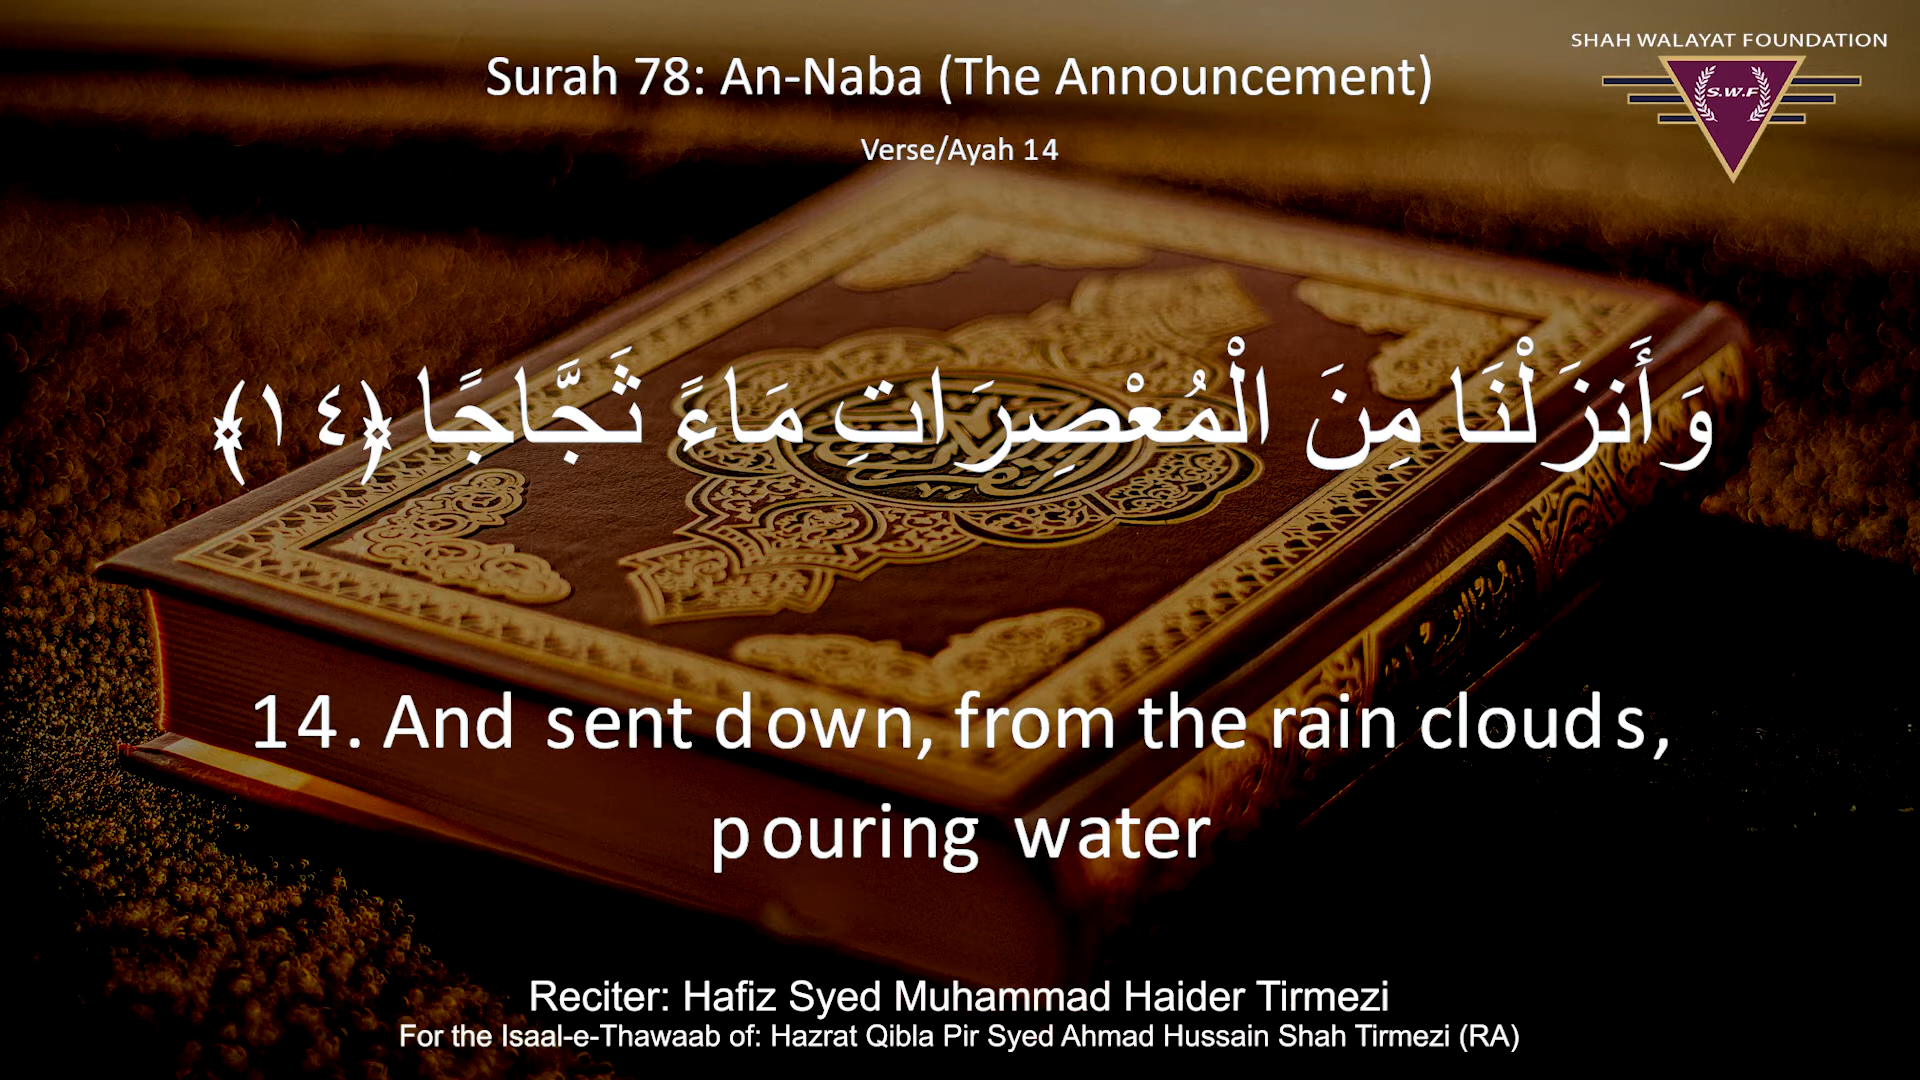 SHAH WALAYAT FOUNDATION
S.W.F
Surah 78: An-Naba (The Announcement)
Verse/Ayah 14
وَأَنزَلْنَا مِنَ الْمُعْصِرَاتِ مَاءً ثَجَّاجًا ﴿١٤﴾
14. And sent down, from the rain clouds,
pouring water
Reciter: Hafiz Syed Muhammad Haider Tirmezi
For the Isaal-e-Thawaab of: Hazrat Qibla Pir Syed Ahmad Hussain Shah Tirmezi (RA)